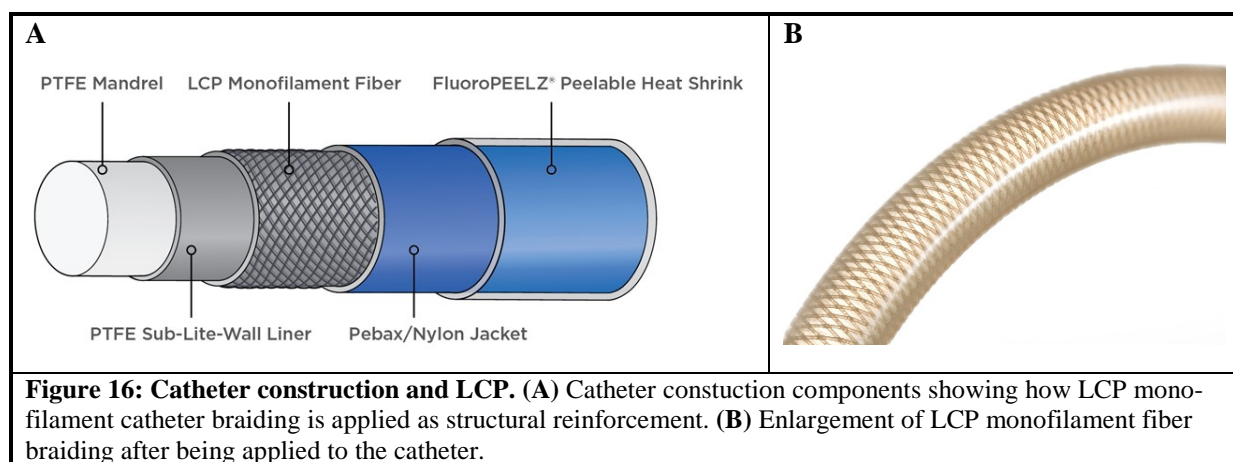 A
B
PTFE Mandrel
LCP Monofilament Fiber
FluoroPEELZ® Peelable Heat Shrink
PTFE Sub-Lite-Wall Liner
Pebax/Nylon Jacket
Figure 16: Catheter construction and LCP. (A) Catheter constuction components showing how LCP mono-
filament catheter braiding is applied as structural reinforcement. (B) Enlargement of LCP monofilament fiber
braiding after being applied to the catheter.